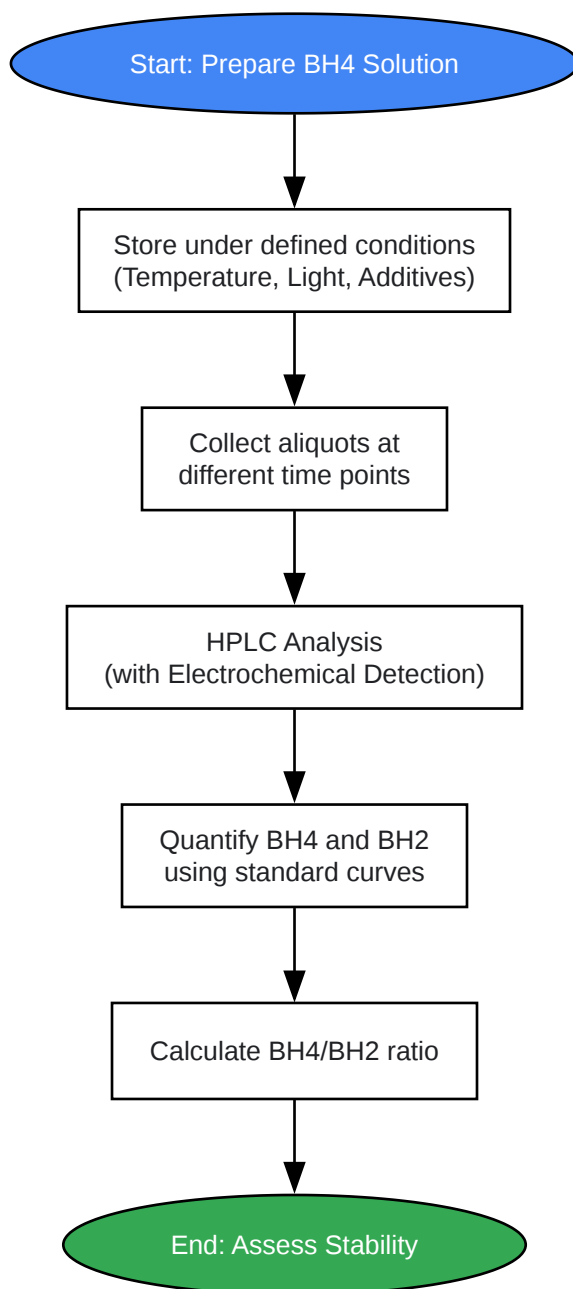 Start: Prepare BH4 Solution
Store under defined conditions
(Temperature, Light, Additives)
Collect aliquots at
different time points
HPLC Analysis
(with Electrochemical Detection)
Quantify BH4 and BH2
using standard curves
Calculate BH4/BH2 ratio
End: Assess Stability